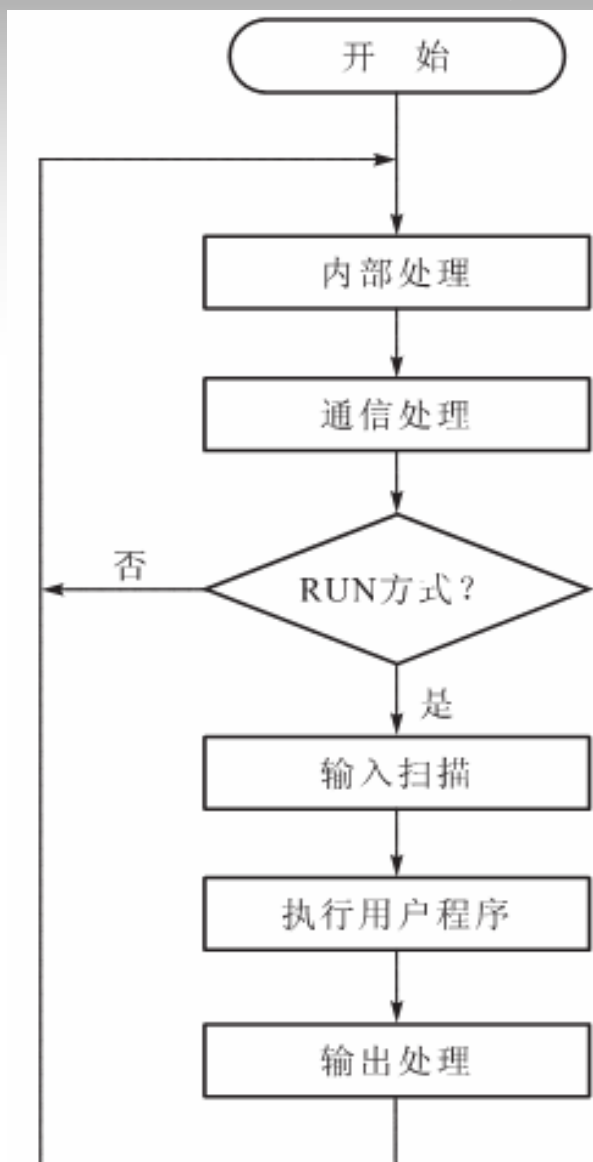 开 始
内部处理
通信处理
否
RUN方式？
是
输入扫描
执行用户程序
输出处理